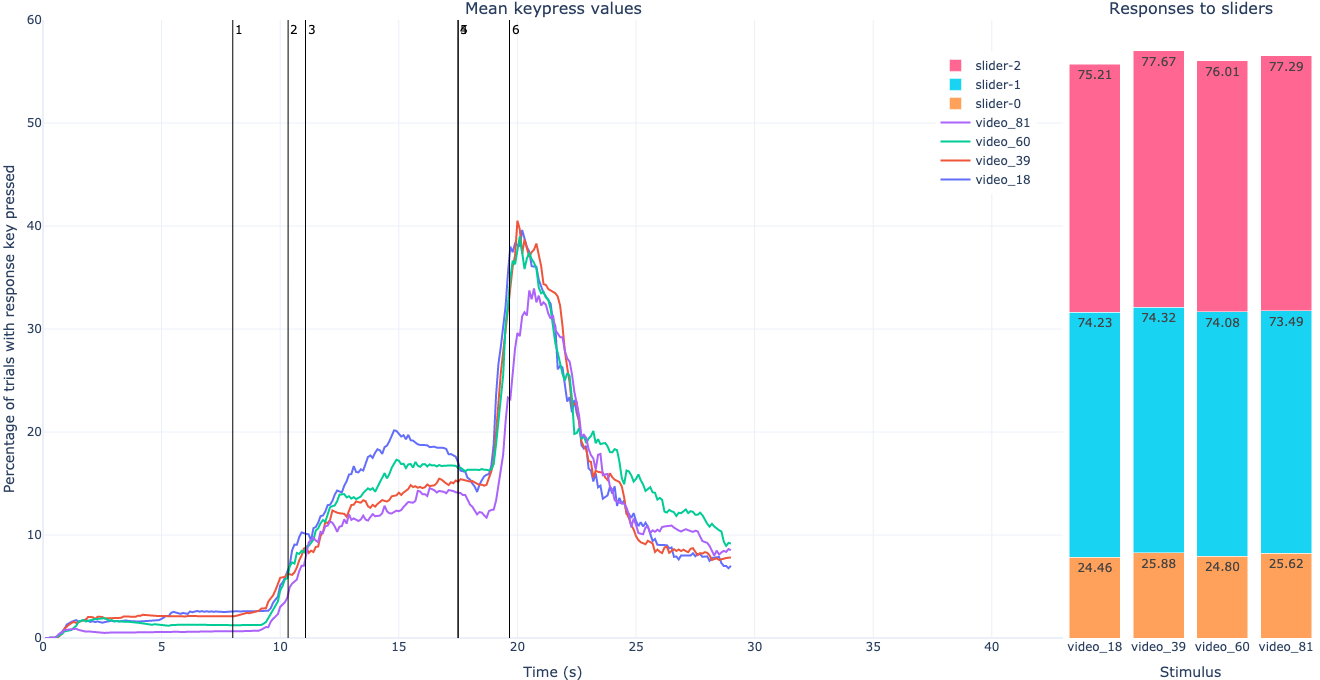 Mean keypress values
Responses to sliders
Percentage of trials with response key pressed
60
50
40
30
20
10
0
1
2
3
6
slider-2
slider-1
slider-0
video_81
video_60
video_39
video_18
0
5
10
15
20
25
30
35
40
Time (s)
75.21
77.67
76.01
77.29
74.23
74.32
74.08
73.49
24.46
25.88
24.80
25.62
video_18
video_39
video_60
video_81
Stimulus